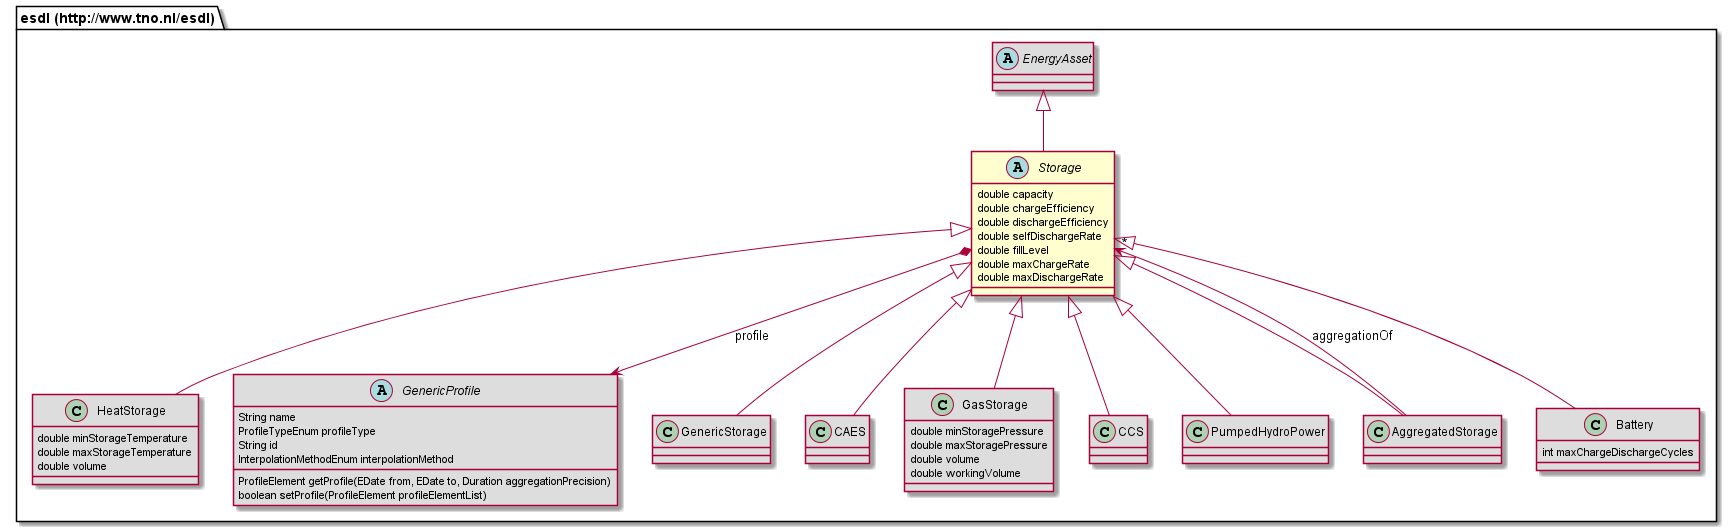 esdl (http://www.tno.nl/esdl)
A EnergyAsset
A Storage
double capacity
double chargeEfficiency
double dischargeEfficiency
double selfDischargeRate
double fillLevel
double maxChargeRate
double maxDischargeRate
*
profile
aggregationOf
C HeatStorage
double minStorageTemperature
double maxStorageTemperature
double volume
A GenericProfile
String name
ProfileTypeEnum profileType
String id
InterpolationMethodEnum interpolationMethod
ProfileElement getProfile(EDate from, EDate to, Duration aggregationPrecision)
boolean setProfile(ProfileElement profileElementList)
C GenericStorage
C CAES
C GasStorage
double minStoragePressure
double maxStoragePressure
double volume
double workingVolume
C CCS
C PumpedHydroPower
C AggregatedStorage
C Battery
int maxChargeDischargeCycles